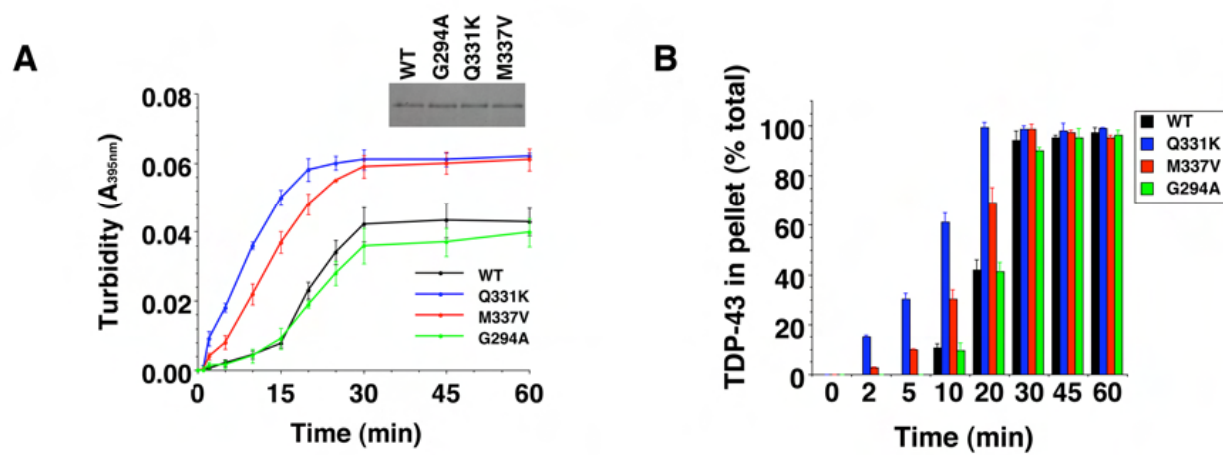 A
WT
G294A
Q331K
M337V
0.08
0.06
0.04
0.02
0.00
Turbidity (A395nm)
WT
Q331K
M337V
G294A
0 15 30 45 60
Time (min)
B
TDP-43 in pellet (% total)
100
80
60
40
20
0
0 2 5 10 20 30 45 60
Time (min)
WT
Q331K
M337V
G294A